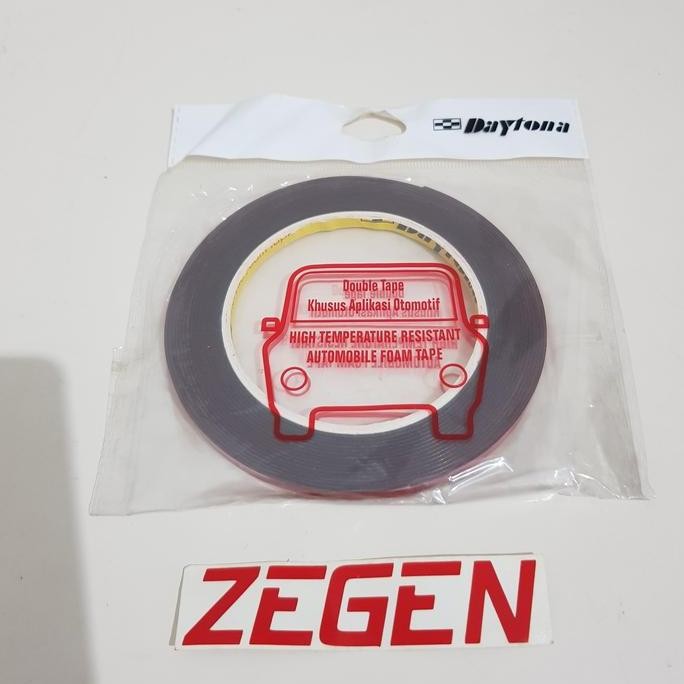 Daytona
Double Tape
Khusus Aplikasi Otomotif
HIGH TEMPERATURE RESISTANT
AUTOMOBILE FOAM TAPE
ZEGEN